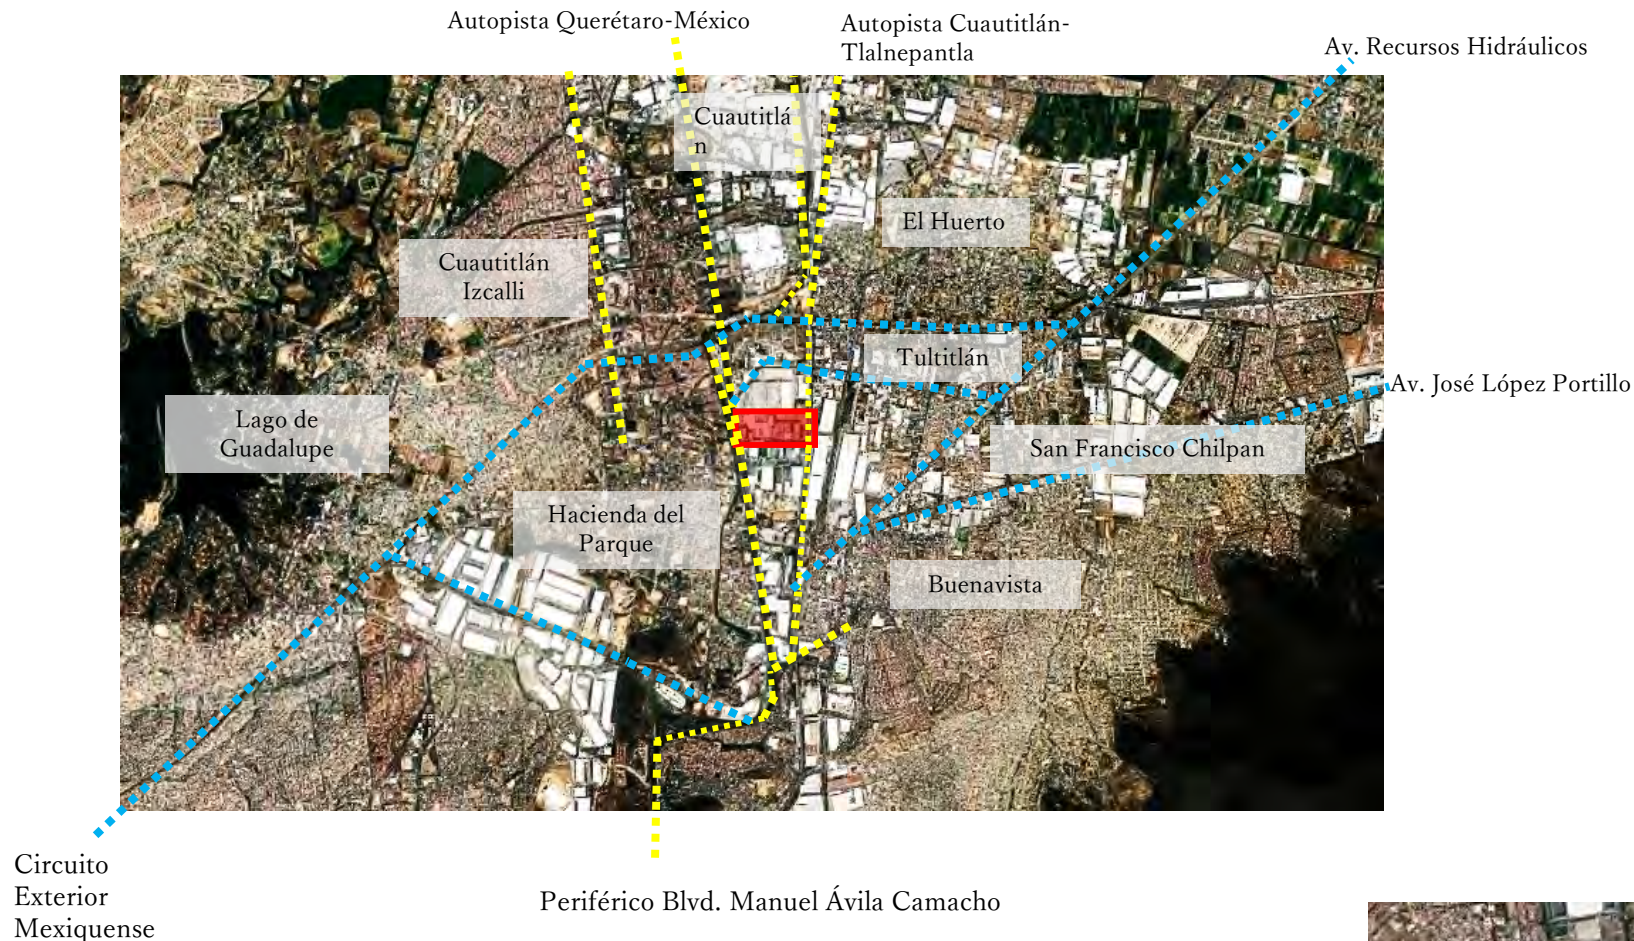 Autopista Querétaro-México
Autopista Cuautitlán-
Tlalnepantla
Av. Recursos Hidráulicos
Cuautitlá
n
El Huerto
Cuautitlán
Izcalli
Tultitlán
Av. José López Portillo
Lago de
Guadalupe
San Francisco Chilpan
Hacienda del
Parque
Buenavista
Circuito
Exterior
Mexiquense
Periférico Blvd. Manuel Ávila Camacho